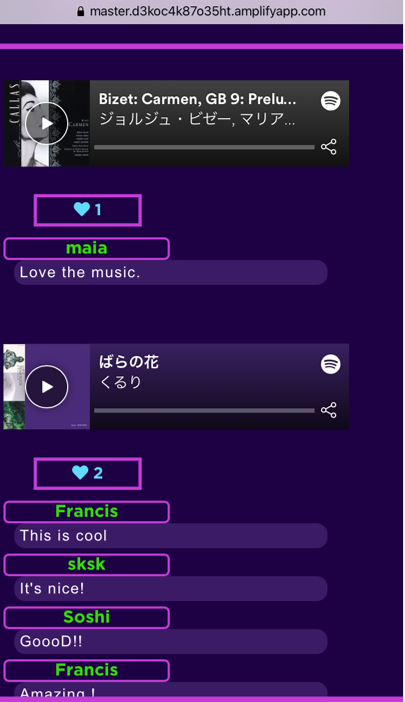 master.d3koc4k87o35ht.amplifyapp.com
CALLAS
Bizet: Carmen, GB 9: Prelu...
ジョルジュ・ビゼー, マリア...
1
maia
Love the music.
ばらの花
くるり
2
Francis
This is cool
sksk
It's nice!
Soshi
GoooD!!
Francis
Amazing !